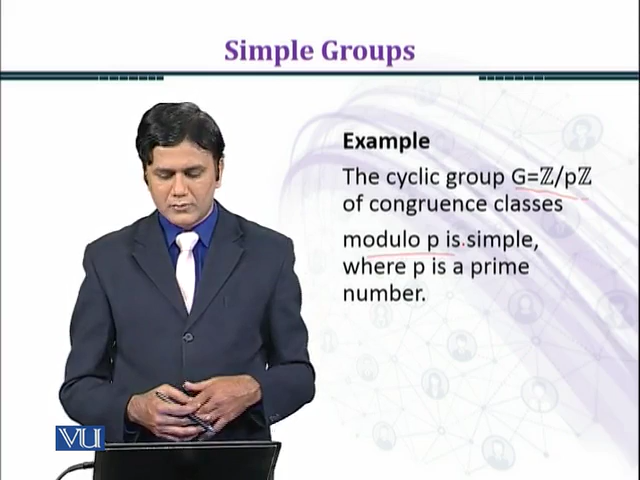 Simple Groups
Example
The cyclic group G=ℤ/pℤ
of congruence classes
modulo p is simple,
where p is a prime
number.
VU